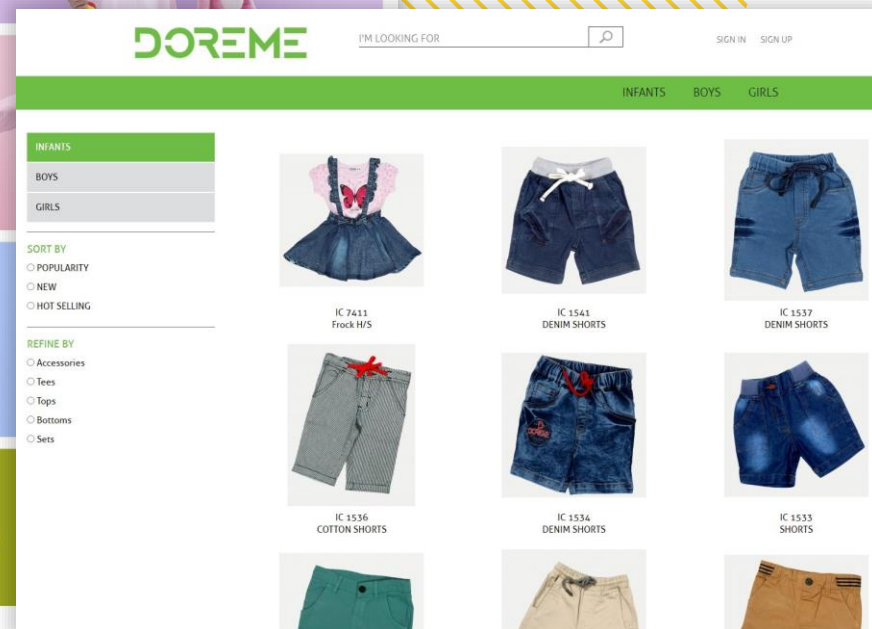 DOREME
I'M LOOKING FOR
SIGN IN SIGN UP
INFANTS BOYS GIRLS
INFANTS
BOYS
GIRLS
SORT BY
POPULARITY
NEW
HOT SELLING
REFINE BY
Accessories
Tees
Tops
Bottoms
Sets
IC 7411
Frock H/S
IC 1541
DENIM SHORTS
IC 1537
DENIM SHORTS
IC 1536
COTTON SHORTS
IC 1534
DENIM SHORTS
IC 1533
SHORTS